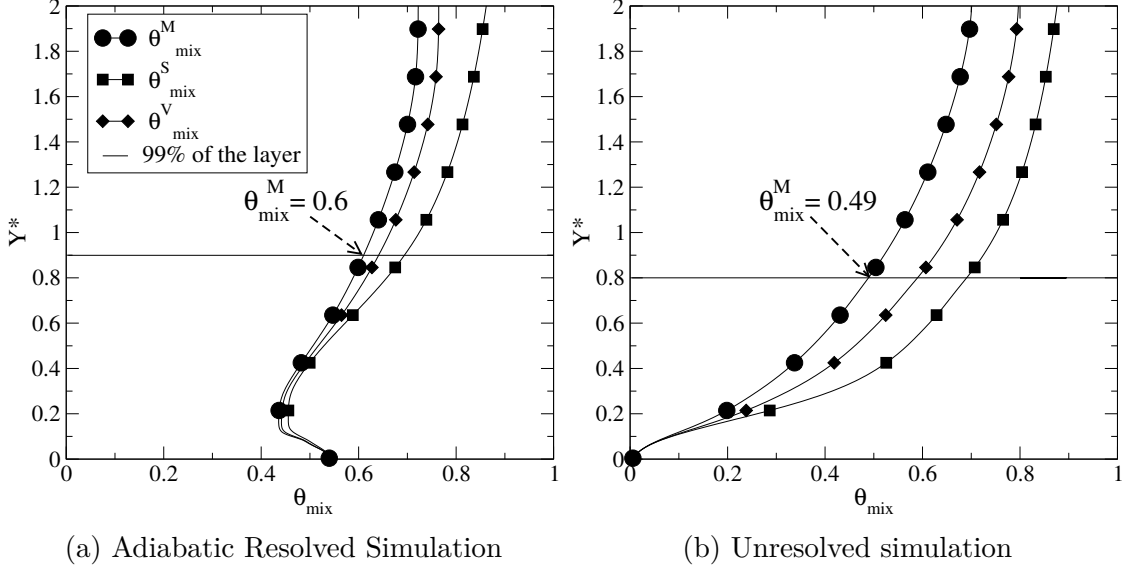 2
1.8
1.6
1.4
1.2
1
0.8
0.6
0.4
0.2
0
Y*
θ^M_mix
θ^S_mix
θ^V_mix
99% of the layer
θ^M_mix = 0.6
0 0.2 0.4 0.6 0.8 1
θ_mix
(a) Adiabatic Resolved Simulation
2
1.8
1.6
1.4
1.2
1
0.8
0.6
0.4
0.2
0
Y*
θ^M_mix = 0.49
0 0.2 0.4 0.6 0.8 1
θ_mix
(b) Unresolved simulation